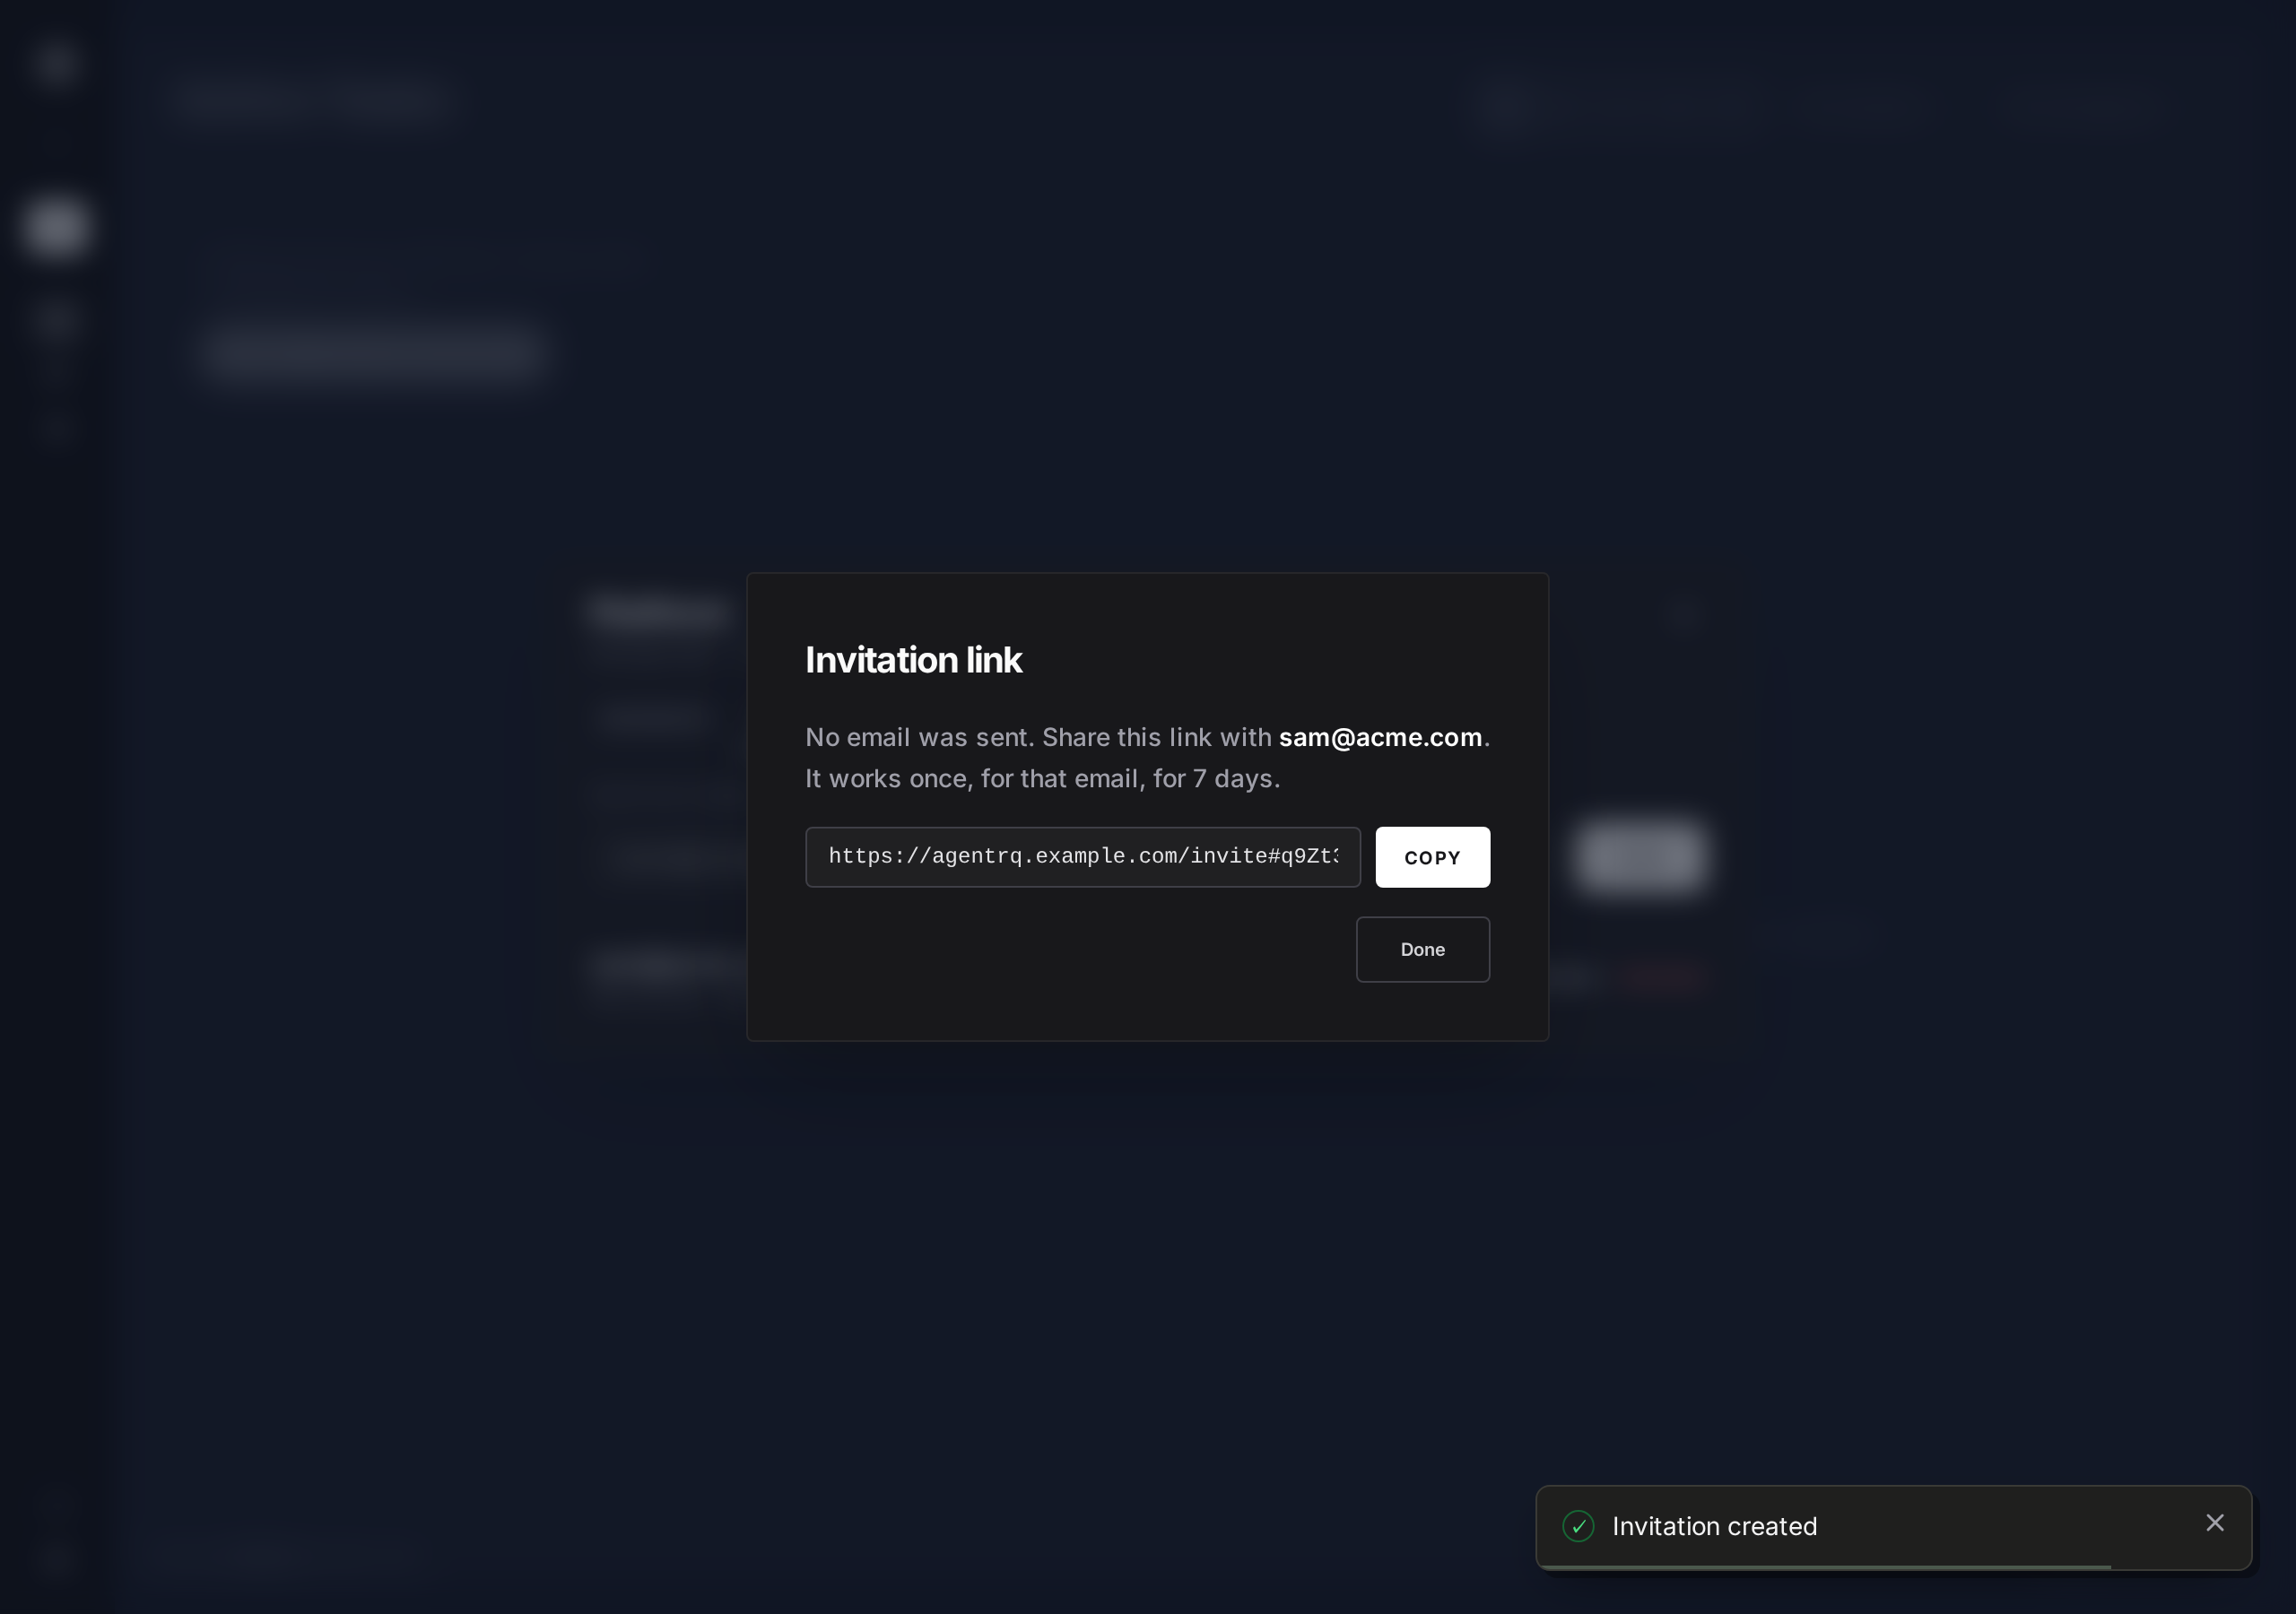 Invitation link
No email was sent. Share this link with sam@acme.com.
It works once, for that email, for 7 days.
https://agentrq.example.com/invite#q9Zt
COPY
Done
✓ Invitation created